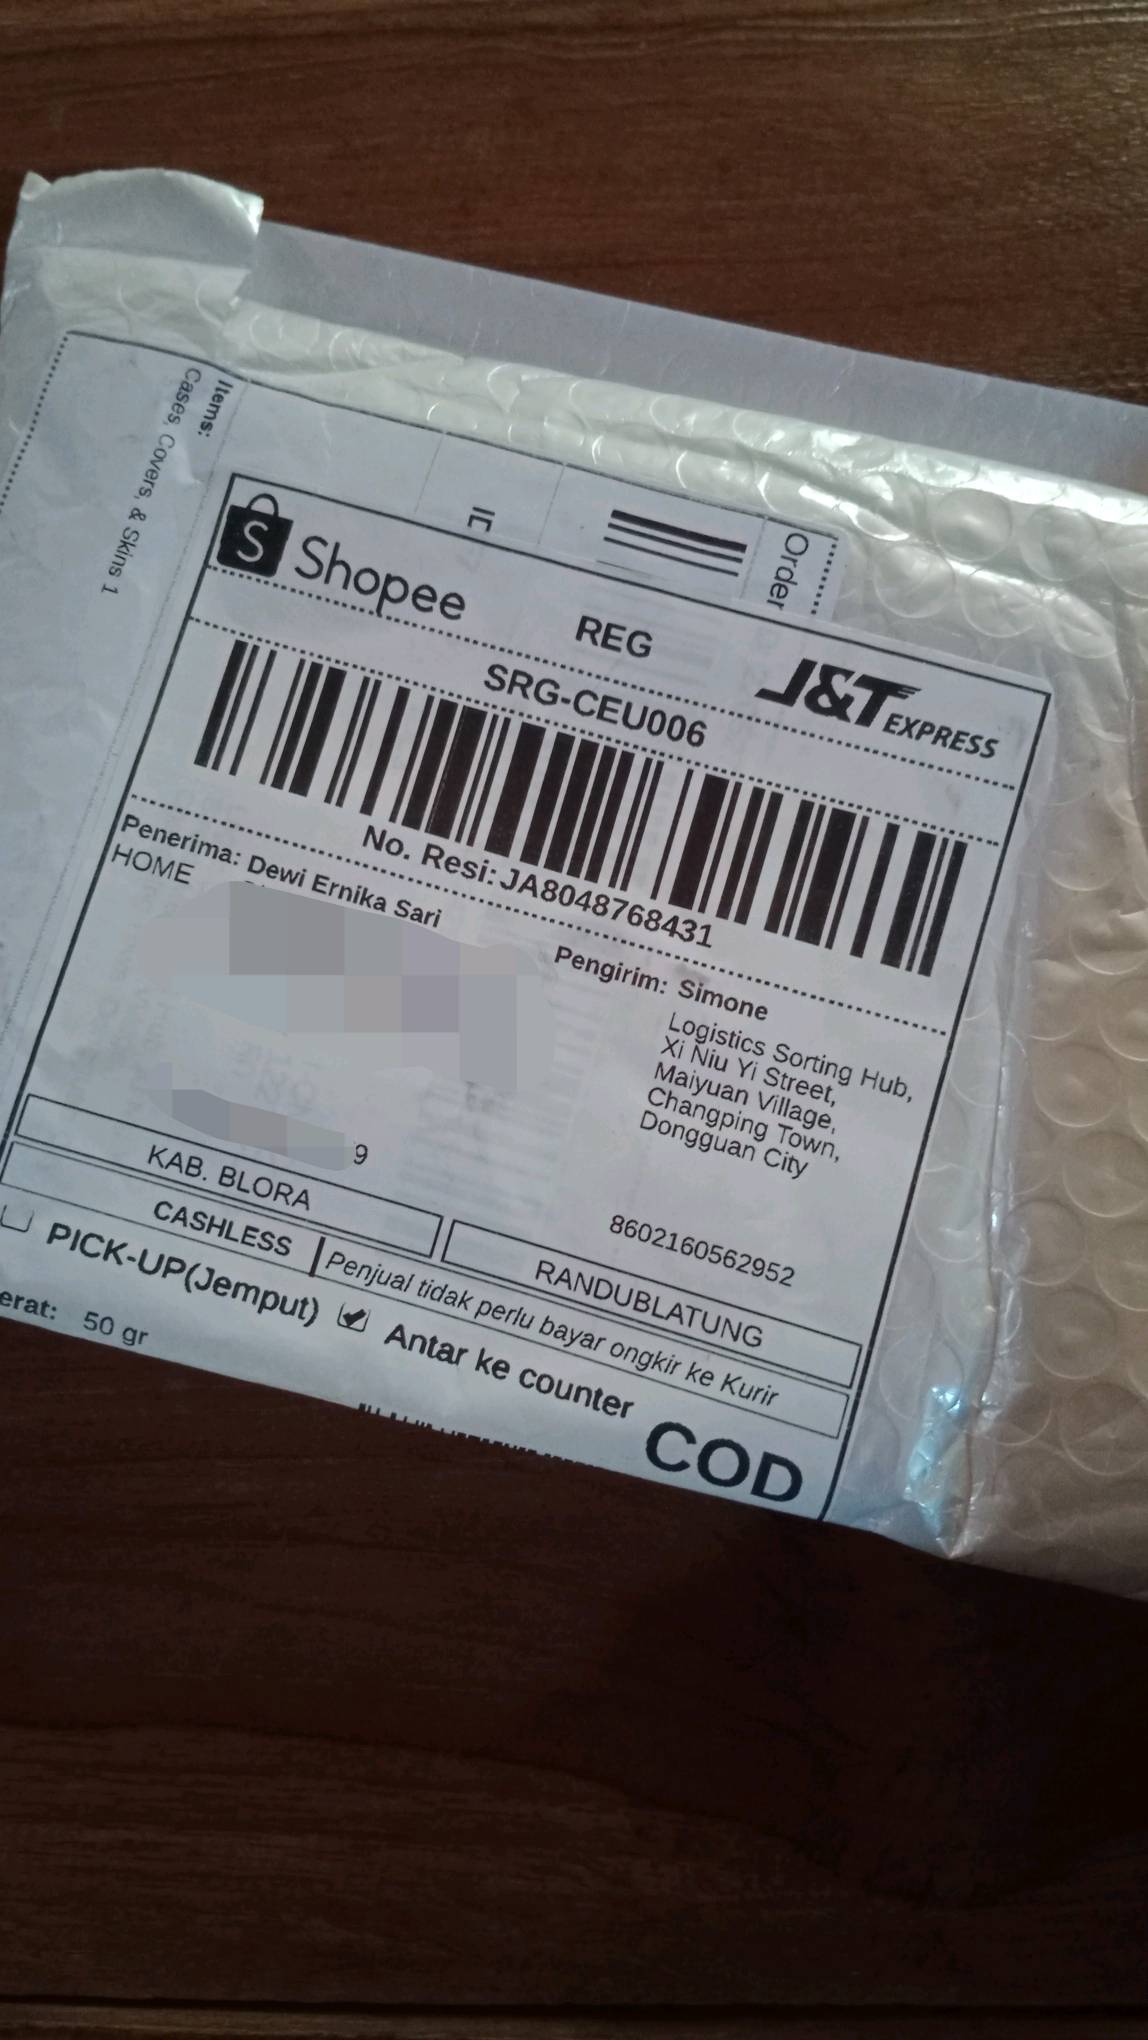 Items:
Cases, Covers, & Skins 1
Order
Shopee
REG
J&T EXPRESS
SRG-CEU006
No. Resi: JA8048768431
Penerima: Dewi Ernika Sari
HOME
9
Pengirim: Simone
Logistics Sorting Hub,
Xi Niu Yi Street,
Maiyuan Village,
Changping Town,
Dongguan City
8602160562952
KAB. BLORA
RANDUBLATUNG
CASHLESS
Penjual tidak perlu bayar ongkir ke Kurir
PICK-UP(Jemput)
Antar ke counter
50 gr
COD